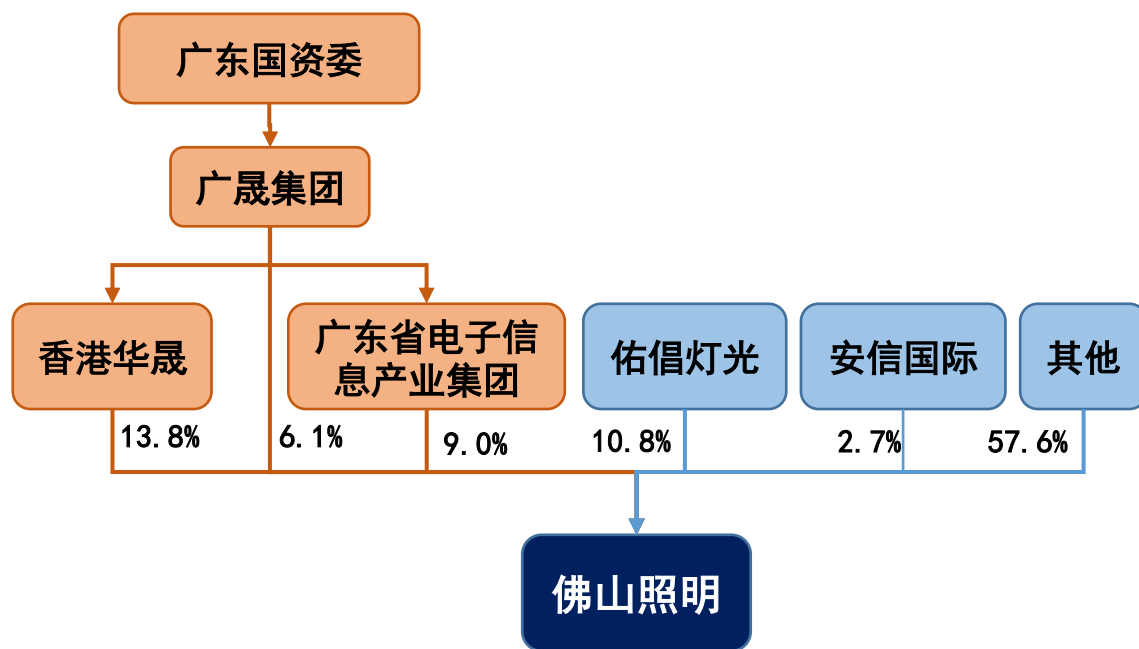 广东国资委
广晟集团
香港华晟
广东省电子信
息产业集团
佑倡灯光
安信国际
其他
13.8%
6.1%
9.0%
10.8%
2.7%
57.6%
佛山照明